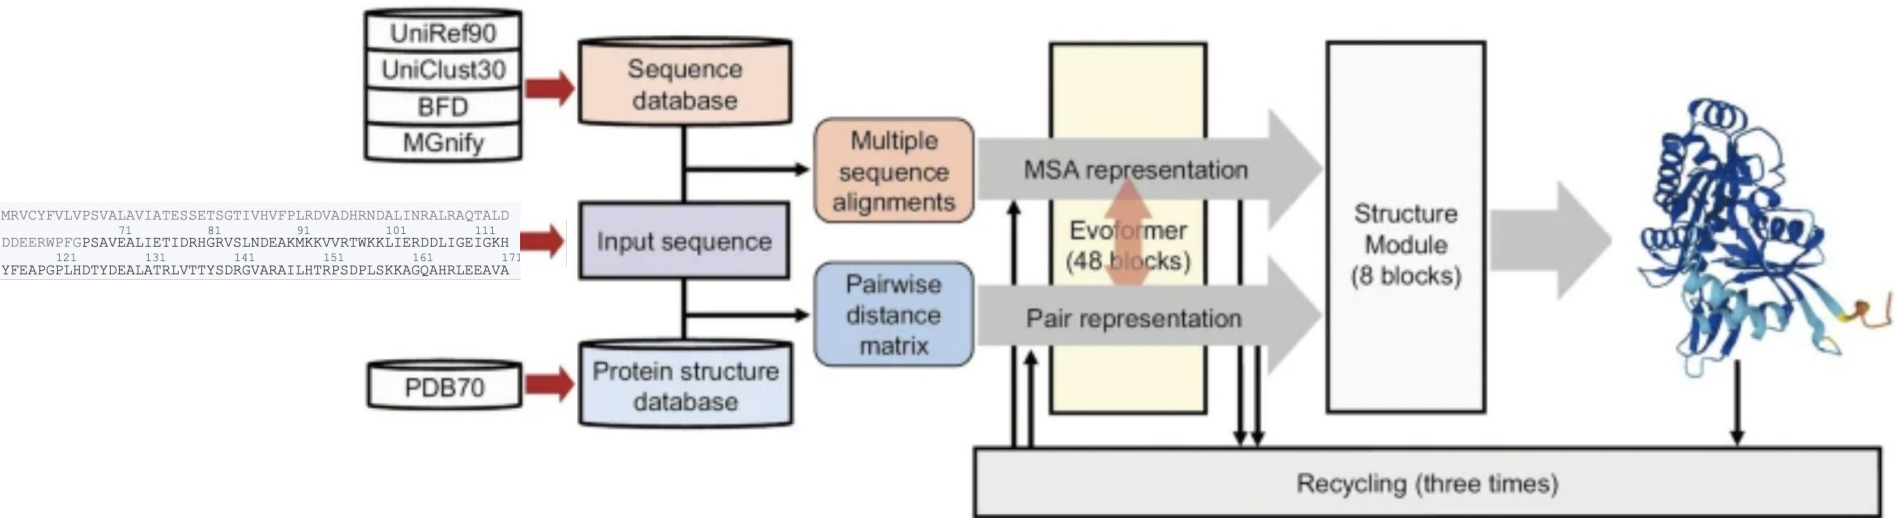 UniRef90
UniClust30
BFD
MGnify
Sequence
database
MRVCYFVLVPSVALAVIATESSETSGTIVHVFPLRDVADHRNDALINRALRAQTALD
71 81 91 101 111
DDEERWPFGPSAVEALIETIDRHGRVSLNDEAKMKKVVRTWKKLIERDDLIGEIGKH
121 131 141 151 161 171
YFEAPGPLHDTYDEALATRLVTTYSDRGVARAILHTRPSDPLSKKAGQAHRLEEAVA
Input sequence
PDB70
Protein structure
database
Multiple
sequence
alignments
Pairwise
distance
matrix
MSA representation
Evoformer
(48 blocks)
Pair representation
Structure
Module
(8 blocks)
Recycling (three times)